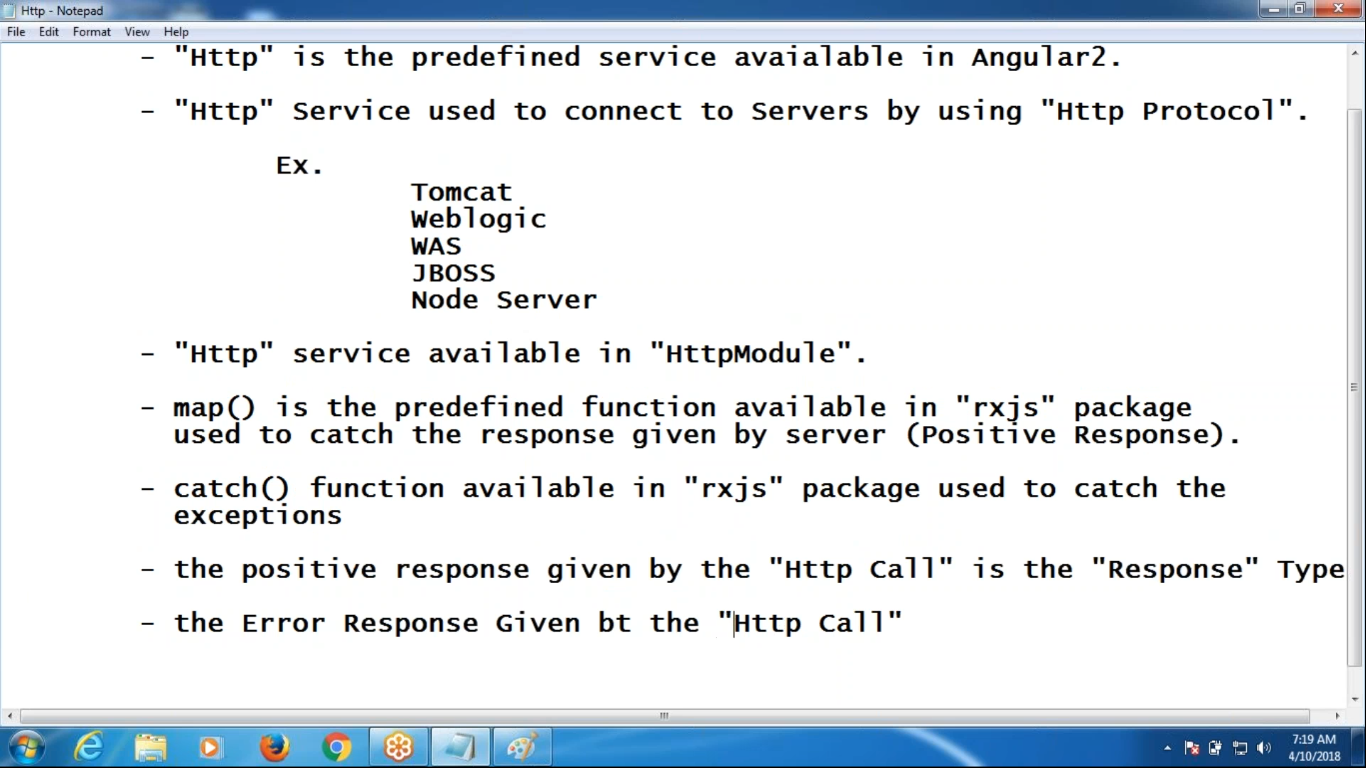 Http - Notepad
File Edit Format View Help
- "Http" is the predefined service avaialable in Angular2.
- "Http" Service used to connect to Servers by using "Http Protocol".
Ex.
Tomcat
Weblogic
WAS
JBOSS
Node Server
- "Http" service available in "HttpModule".
- map() is the predefined function available in "rxjs" package
used to catch the response given by server (Positive Response).
- catch() function available in "rxjs" package used to catch the
exceptions
- the positive response given by the "Http Call" is the "Response" Type
- the Error Response Given bt the "Http Call"
7:19 AM
4/10/2018